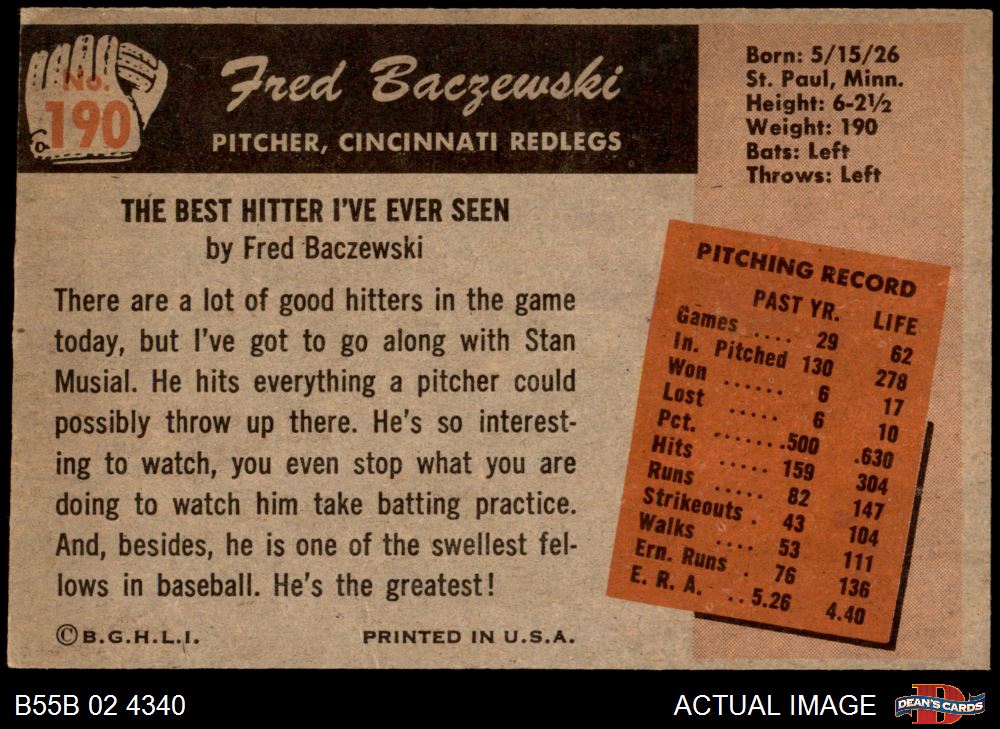 No.
190
Fred Baczewski
PITCHER, CINCINNATI REDLEGS
Born: 5/15/26
St. Paul, Minn.
Height: 6-2½
Weight: 190
Bats: Left
Throws: Left
THE BEST HITTER I'VE EVER SEEN
by Fred Baczewski
There are a lot of good hitters in the game
today, but I've got to go along with Stan
Musial. He hits everything a pitcher could
possibly throw up there. He's so interest-
ing to watch, you even stop what you are
doing to watch him take batting practice.
And, besides, he is one of the swellest fel-
lows in baseball. He's the greatest!
©B.G.H.L.I. PRINTED IN U.S.A.
PITCHING RECORD
PAST YR. LIFE
Games .... 29 62
In. Pitched 130 278
Won ...... 6 17
Lost ..... 6 10
Pct. ....... .500 .630
Hits ..... 159 304
Runs ..... 82 147
Strikeouts . 43 104
Walks .... 53 111
Ern. Runs . 76 136
E. R. A. .. 5.26 4.40
B55B 02 4340
ACTUAL IMAGE
D
DEAN'S CARDS